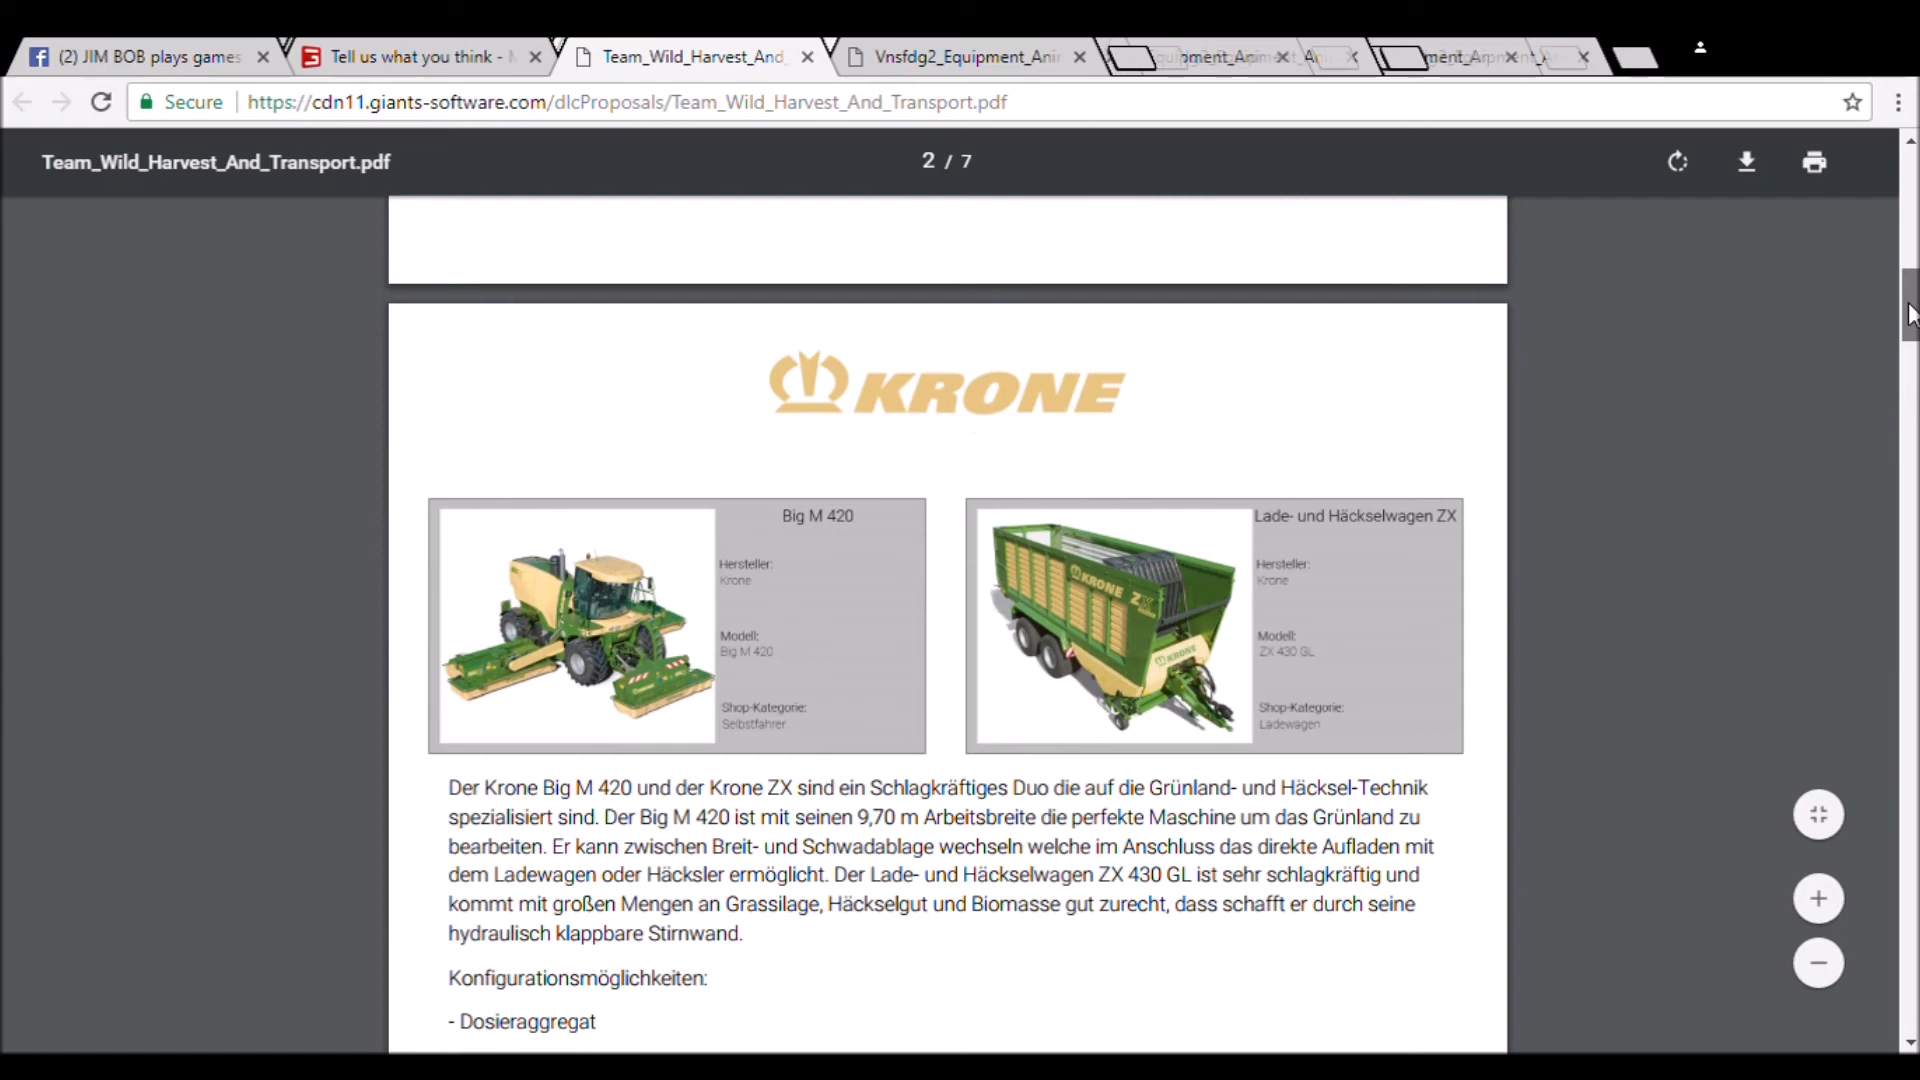 (2) JIM BOB plays games
Tell us what you think -
Team_Wild_Harvest_And_
Vnsfdg2_Equipment_Ani
Secure
https://cdn11.giants-software.com/dlcProposals/Team_Wild_Harvest_And_Transport.pdf
Team_Wild_Harvest_And_Transport.pdf
2 / 7
KRONE
Big M 420
Hersteller:
Krone
Modell:
Big M 420
Shop-Kategorie:
Selbstfahrer
Lade- und Häckselwagen ZX
Hersteller:
Krone
Modell:
ZX 430 GL
Shop-Kategorie:
Ladewagen
KRONE
ZX
KRONE
Der Krone Big M 420 und der Krone ZX sind ein Schlagkräftiges Duo die auf die Grünland- und Häcksel-Technik
spezialisiert sind. Der Big M 420 ist mit seinen 9,70 m Arbeitsbreite die perfekte Maschine um das Grünland zu
bearbeiten. Er kann zwischen Breit- und Schwadablage wechseln welche im Anschluss das direkte Aufladen mit
dem Ladewagen oder Häcksler ermöglicht. Der Lade- und Häckselwagen ZX 430 GL ist sehr schlagkräftig und
kommt mit großen Mengen an Grassilage, Häckselgut und Biomasse gut zurecht, dass schafft er durch seine
hydraulisch klappbare Stirnwand.
Konfigurationsmöglichkeiten:
- Dosieraggregat